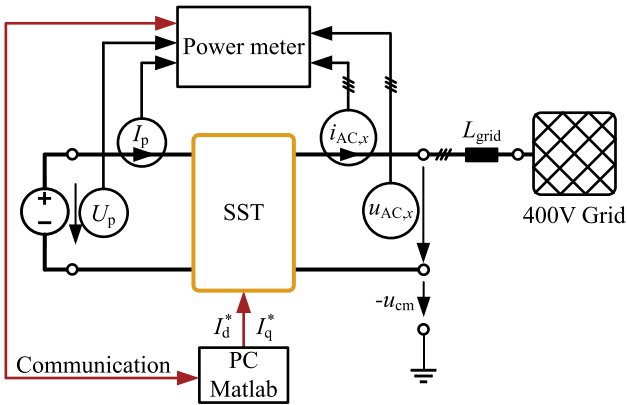 Power meter
I_p
i_AC,x
L_grid
+
−
U_p
SST
u_AC,x
400V Grid
-u_cm
I_d^* I_q^*
Communication
PC
Matlab